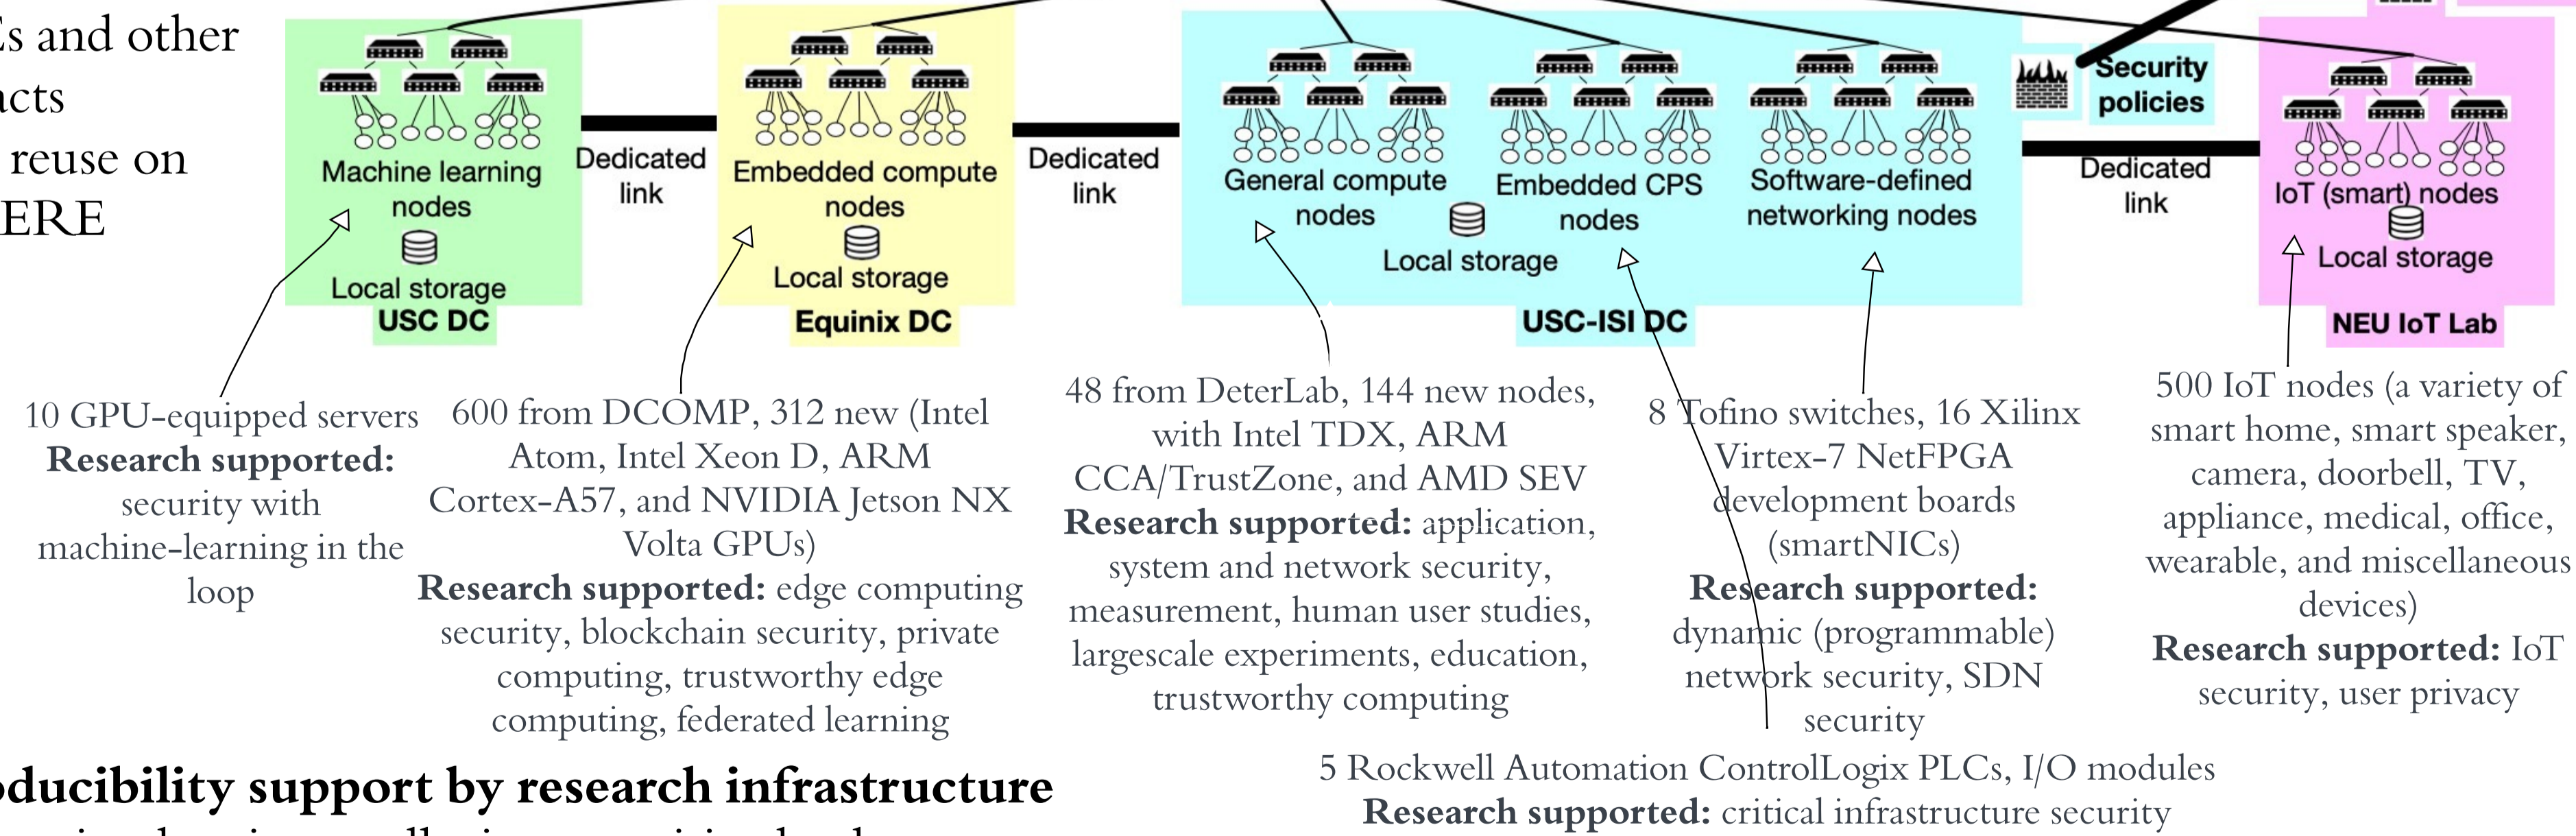 and other
reuse on
Machine learning
nodes
Local storage
USC DC
Dedicated
link
Embedded compute
nodes
Local storage
Equinix DC
Dedicated
link
General compute
nodes
Embedded CPS
nodes
Software-defined
networking nodes
Local storage
USC-ISI DC
Security
policies
Dedicated
link
IoT (smart) nodes
Local storage
NEU IoT Lab
10 GPU-equipped servers
Research supported:
security with
machine-learning in the
loop
600 from DCOMP, 312 new (Intel
Atom, Intel Xeon D, ARM
Cortex-A57, and NVIDIA Jetson NX
Volta GPUs)
Research supported: edge computing
security, blockchain security, private
computing, trustworthy edge
computing, federated learning
48 from DeterLab, 144 new nodes,
with Intel TDX, ARM
CCA/TrustZone, and AMD SEV
Research supported: application,
system and network security,
measurement, human user studies,
largescale experiments, education,
trustworthy computing
8 Tofino switches, 16 Xilinx
Virtex-7 NetFPGA
development boards
(smartNICs)
Research supported:
dynamic (programmable)
network security, SDN
security
5 Rockwell Automation ControlLogix PLCs, I/O modules
Research supported: critical infrastructure security
500 IoT nodes (a variety of
smart home, smart speaker,
camera, doorbell, TV,
appliance, medical, office,
wearable, and miscellaneous
devices)
Research supported: IoT
security, user privacy
support by research infrastructure